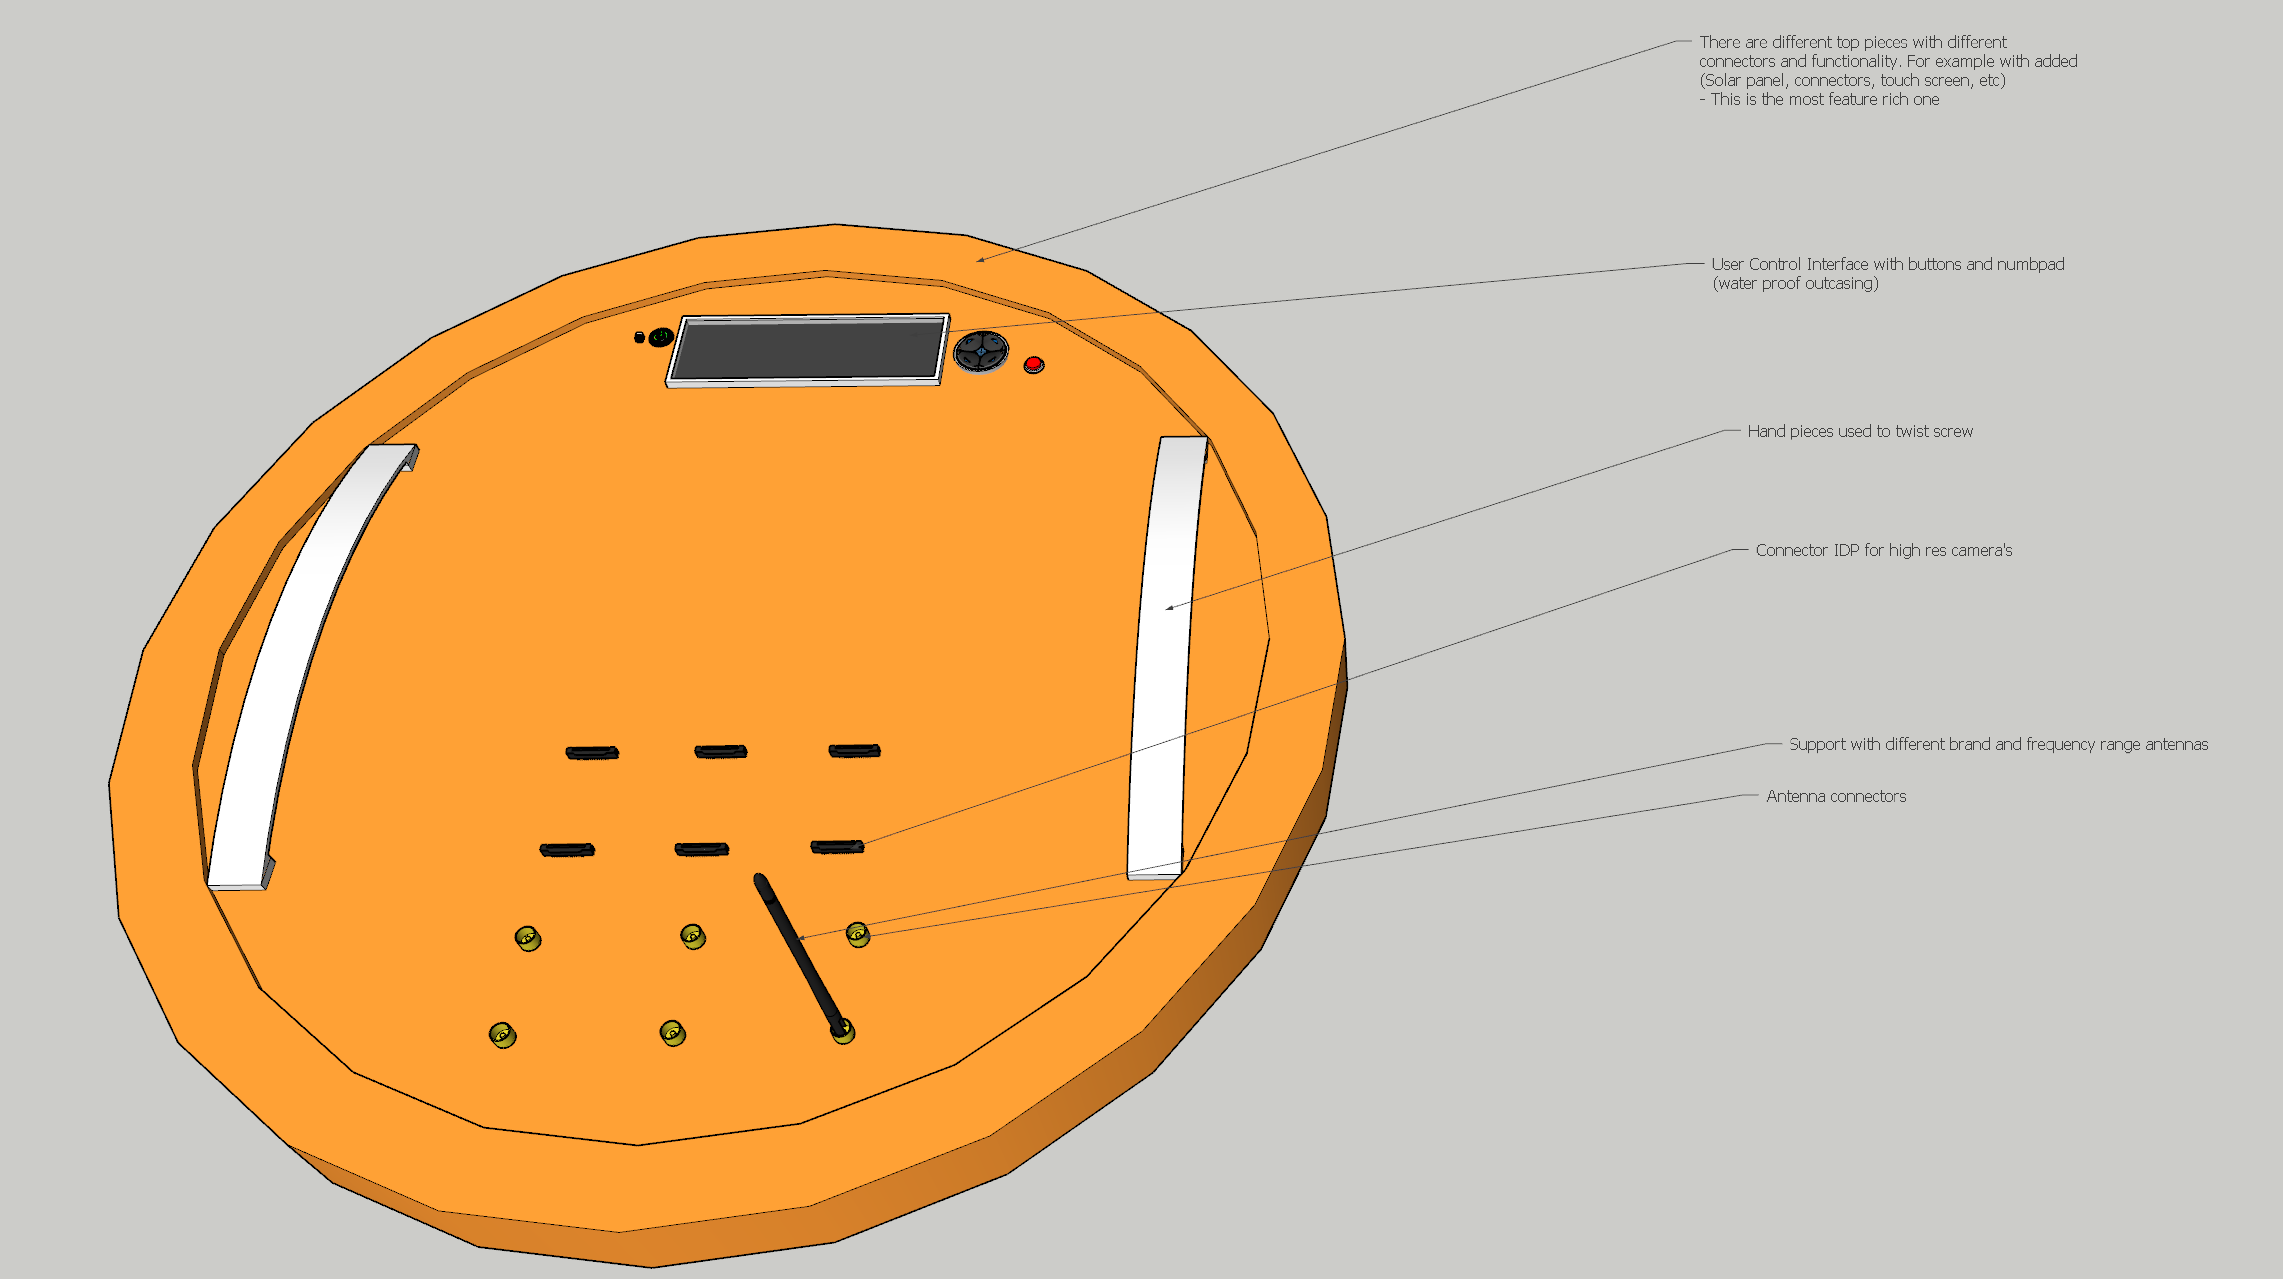 There are different top pieces with different
connectors and functionality. For example with added
(Solar panel, connectors, touch screen, etc)
- This is the most feature rich one
User Control Interface with buttons and numbpad
(water proof outcasing)
Hand pieces used to twist screw
Connector IDP for high res camera's
Support with different brand and frequency range antennas
Antenna connectors